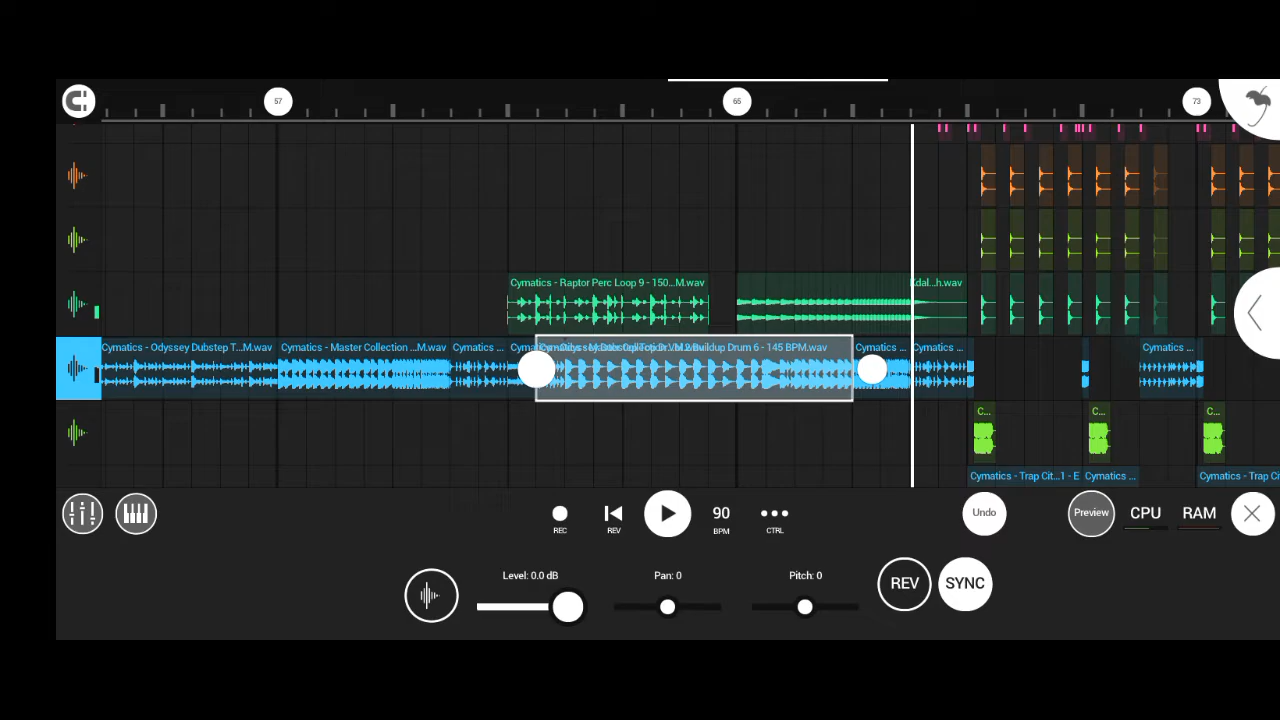 57
65
73
Cymatics - Raptor Perc Loop 9 - 150...M.wav
dal...h.wav
Cymatics - Odyssey Dubstep T...M.wav
Cymatics - Master Collection ...M.wav
Cymatics ...
Buildup Drum 6 - 145 BPM.wav
Cymatics ...
Cymatics ...
Cymatics ...
C...
C...
C...
Cymatics - Trap Cit...1 - E
Cymatics ...
Cymatics - Trap Ci
REC
REV
90
BPM
CTRL
Undo
Preview
CPU
RAM
Level: 0.0 dB
Pan: 0
Pitch: 0
REV
SYNC